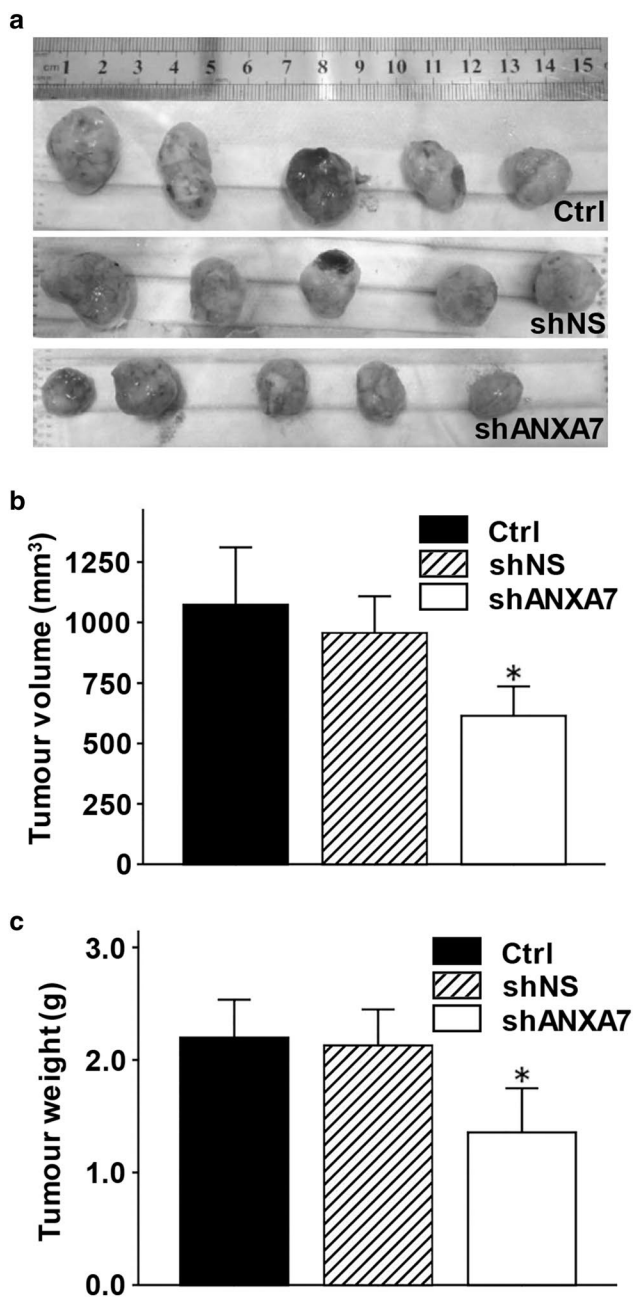 a
cm 1 2 3 4 5 6 7 8 9 10 11 12 13 14 15
Ctrl
shNS
shANXA7
b
Tumour volume (mm³)
1250
1000
750
500
250
0
Ctrl
shNS
shANXA7
*
c
Tumour weight(g)
3.0
2.0
1.0
0.0
Ctrl
shNS
shANXA7
*